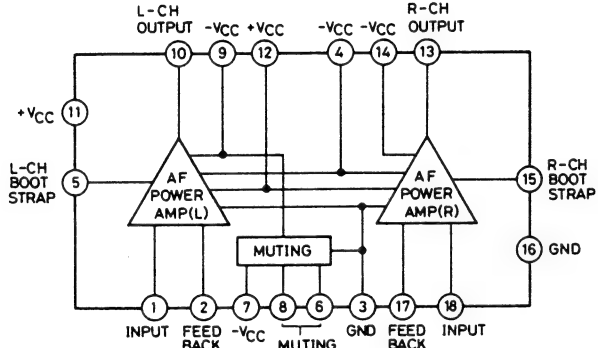 L-CH
OUTPUT
-VCC
+VCC
-VCC
-VCC
R-CH
OUTPUT
10
9
12
4
14
13
+VCC
11
L-CH
BOOT
STRAP
5
AF
POWER
AMP(L)
AF
POWER
AMP(R)
15
R-CH
BOOT
STRAP
MUTING
16
GND
1
2
7
8
6
3
17
18
INPUT
FEED
BACK
-VCC
MUTING
GND
FEED
BACK
INPUT